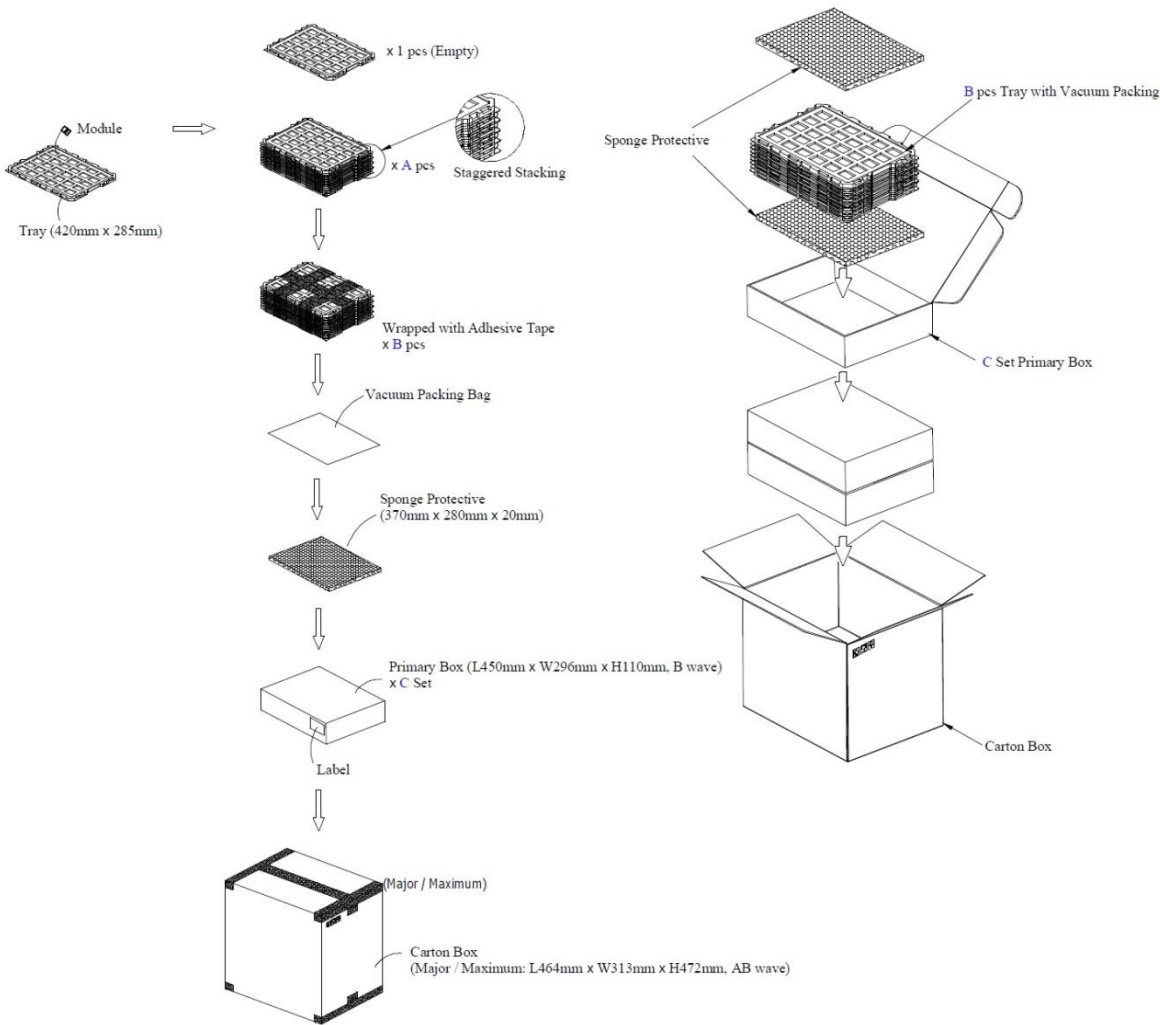 x 1 pcs (Empty)
Module
Tray (420mm x 285mm)
x A pcs
Staggered Stacking
Wrapped with Adhesive Tape
x B pcs
Vacuum Packing Bag
Sponge Protective
(370mm x 280mm x 20mm)
Primary Box (L450mm x W296mm x H110mm, B wave)
x C Set
Label
(Major / Maximum)
Carton Box
(Major / Maximum: L464mm x W313mm x H472mm, AB wave)
B pcs Tray with Vacuum Packing
Sponge Protective
C Set Primary Box
Carton Box